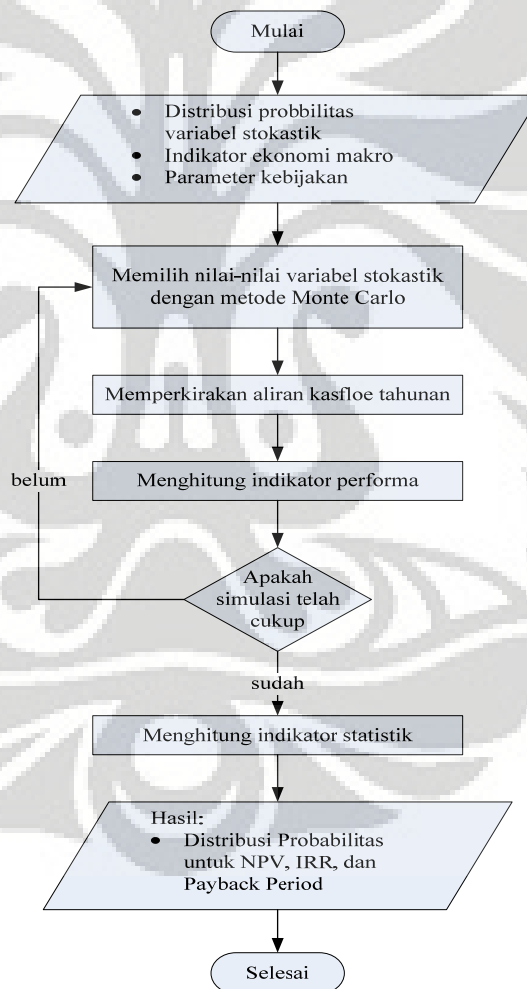 Mulai
• Distribusi probbilitas
variabel stokastik
• Indikator ekonomi makro
• Parameter kebijakan
Memilih nilai-nilai variabel stokastik
dengan metode Monte Carlo
Memperkirakan aliran kasfloe tahunan
belum
Menghitung indikator performa
Apakah
simulasi telah
cukup
sudah
Menghitung indikator statistik
Hasil:
• Distribusi Probabilitas
untuk NPV, IRR, dan
Payback Period
Selesai